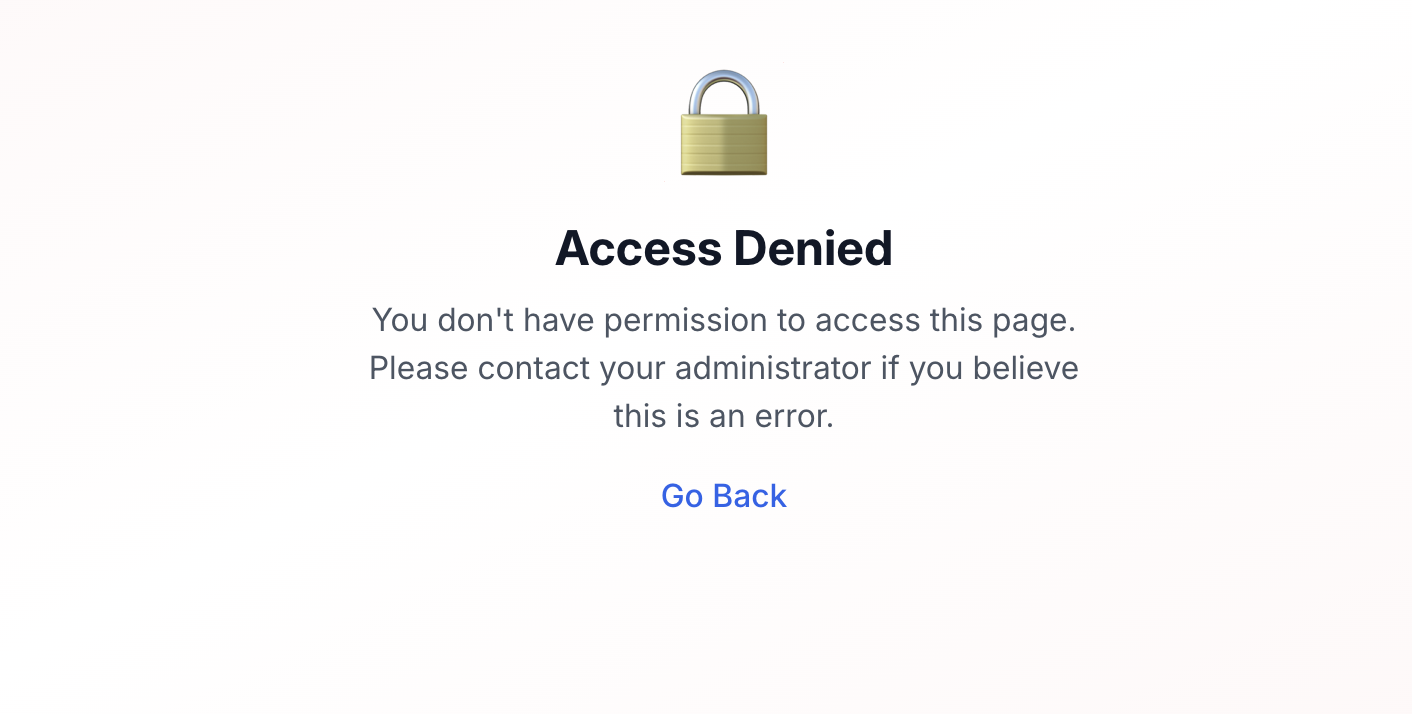 Access Denied
You don't have permission to access this page.
Please contact your administrator if you believe
this is an error.
Go Back